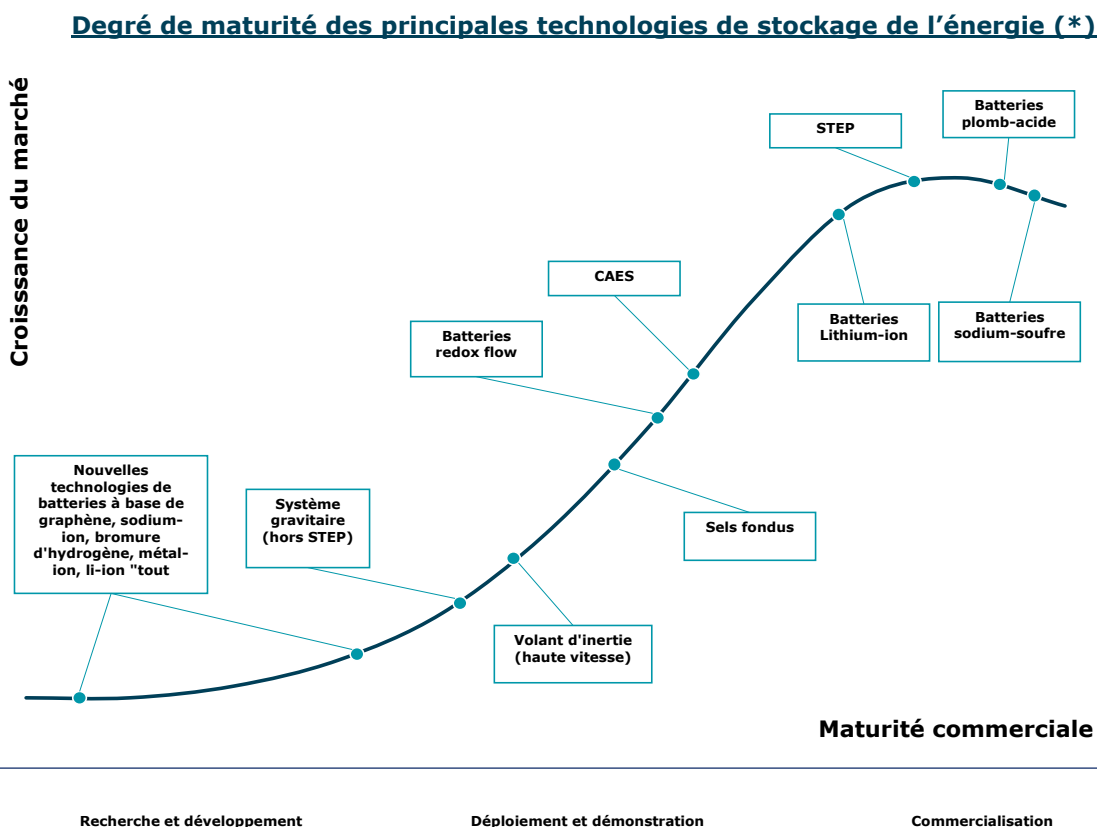 Degré de maturité des principales technologies de stockage de l’énergie (*)
Croisssance du marché
Batteries
plomb-acide
STEP
CAES
Batteries
Lithium-ion
Batteries
sodium-soufre
Batteries
redox flow
Nouvelles
technologies de
batteries à base de
graphène, sodium-
ion, bromure
d'hydrogène, métal-
ion, li-ion "tout
Système
gravitaire
(hors STEP)
Sels fondus
Volant d'inertie
(haute vitesse)
Maturité commerciale
Recherche et développement
Déploiement et démonstration
Commercialisation